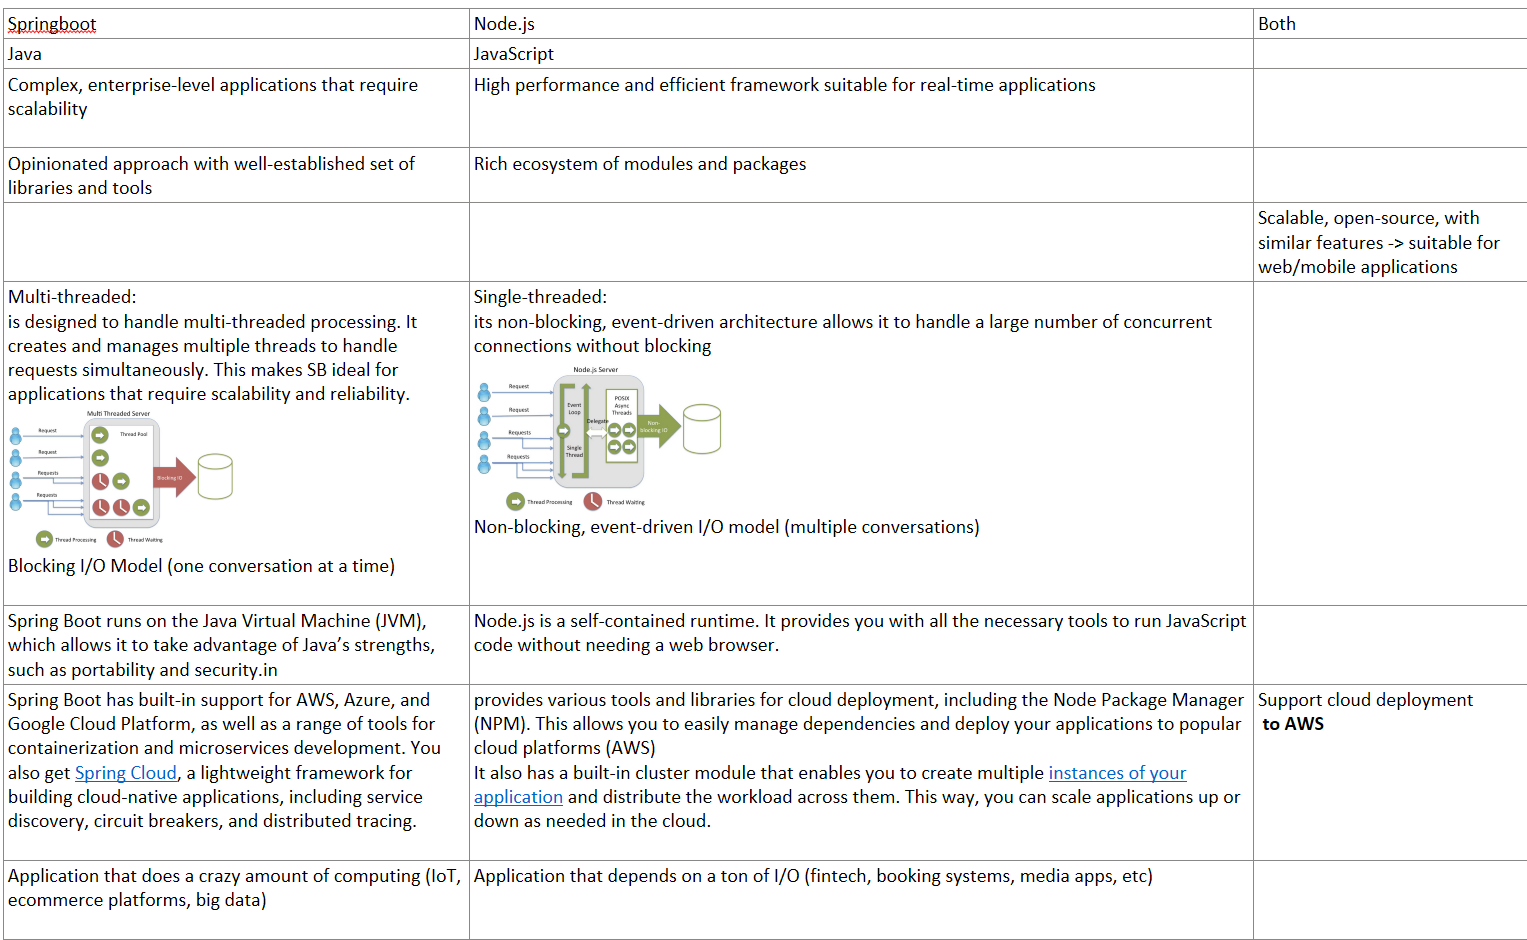 Springboot
Node.js
Both
Java
JavaScript
Complex, enterprise-level applications that require
scalability
High performance and efficient framework suitable for real-time applications
Opinionated approach with well-established set of
libraries and tools
Rich ecosystem of modules and packages
Scalable, open-source, with
similar features -> suitable for
web/mobile applications
Multi-threaded:
is designed to handle multi-threaded processing. It
creates and manages multiple threads to handle
requests simultaneously. This makes SB ideal for
applications that require scalability and reliability.
Multi Threaded Server
Request
Thread Pool
Request
Requests
Blocking IO
Requests
Thread Processing
Thread Waiting
Blocking I/O Model (one conversation at a time)
Single-threaded:
its non-blocking, event-driven architecture allows it to handle a large number of concurrent
connections without blocking
Node.js Server
Request
Request
Requests
Requests
Event
Loop
Single
Thread
Delegate
POSIX
Async
Threads
Non-
blocking IO
Thread Processing
Thread Waiting
Non-blocking, event-driven I/O model (multiple conversations)
Spring Boot runs on the Java Virtual Machine (JVM),
which allows it to take advantage of Java’s strengths,
such as portability and security.in
Node.js is a self-contained runtime. It provides you with all the necessary tools to run JavaScript
code without needing a web browser.
Spring Boot has built-in support for AWS, Azure, and
Google Cloud Platform, as well as a range of tools for
containerization and microservices development. You
also get Spring Cloud, a lightweight framework for
building cloud-native applications, including service
discovery, circuit breakers, and distributed tracing.
provides various tools and libraries for cloud deployment, including the Node Package Manager
(NPM). This allows you to easily manage dependencies and deploy your applications to popular
cloud platforms (AWS)
It also has a built-in cluster module that enables you to create multiple instances of your
application and distribute the workload across them. This way, you can scale applications up or
down as needed in the cloud.
Support cloud deployment
to AWS
Application that does a crazy amount of computing (IoT,
ecommerce platforms, big data)
Application that depends on a ton of I/O (fintech, booking systems, media apps, etc)